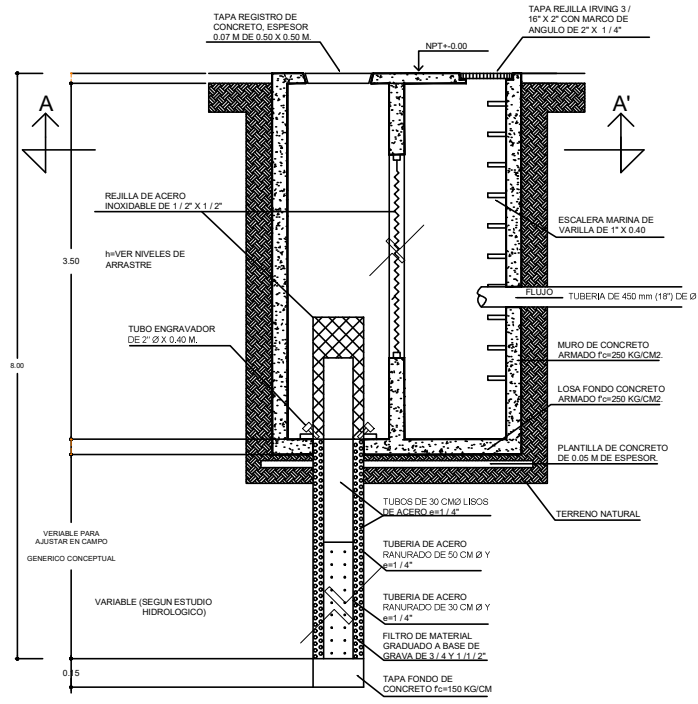 TAPA REGISTRO DE
CONCRETO, ESPESOR
0.07 M DE 0.50 X 0.50 M.
TAPA REJILLA IRVING 3 /
16" X 2" CON MARCO DE
ANGULO DE 2" X 1 / 4"
NPT+-0.00
A
A'
REJILLA DE ACERO
INOXIDABLE DE 1 / 2" X 1 / 2"
ESCALERA MARINA DE
VARILLA DE 1" X 0.40
3.50
h=VER NIVELES DE
ARRASTRE
FLUJO
TUBERIA DE 450 mm (18") DE Ø
TUBO ENGRAVADOR
DE 2" Ø X 0.40 M.
MURO DE CONCRETO
ARMADO f'c=250 KG/CM2.
8.00
LOSA FONDO CONCRETO
ARMADO f'c=250 KG/CM2.
PLANTILLA DE CONCRETO
DE 0.05 M DE ESPESOR.
TUBOS DE 30 CMØ LISOS
DE ACERO e=1 / 4"
TERRENO NATURAL
VERIABLE PARA
AJUSTAR EN CAMPO
GENERICO CONCEPTUAL
TUBERIA DE ACERO
RANURADO DE 50 CM Ø Y
e=1 / 4"
VARIABLE (SEGUN ESTUDIO
HIDROLOGICO)
TUBERIA DE ACERO
RANURADO DE 30 CM Ø Y
e=1 / 4"
FILTRO DE MATERIAL
GRADUADO A BASE DE
GRAVA DE 3 / 4 Y 1 /1 / 2"
0.15
TAPA FONDO DE
CONCRETO f'c=150 KG/CM